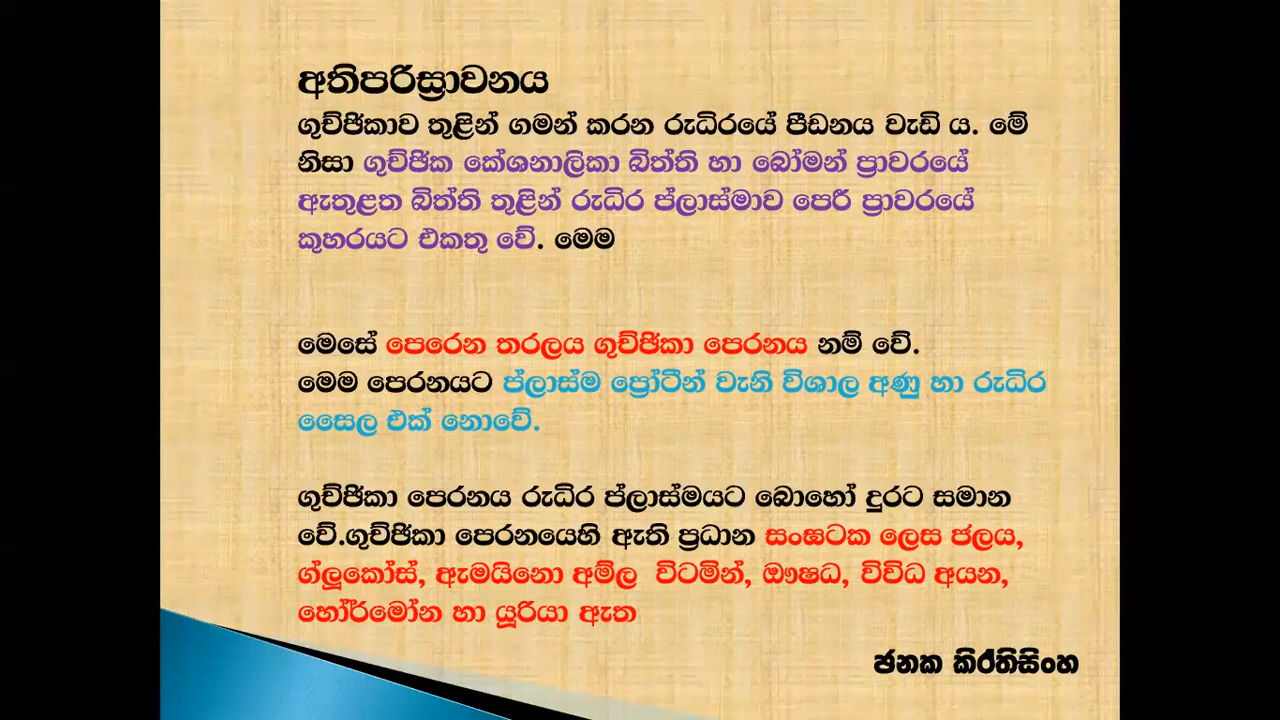 අතිපරිස්‍රාවනය
ගුච්ඡිකාව තුළින් ගමන් කරන රුධිරයේ පීඩනය වැඩි ය. මේ
නිසා ගුච්ඡික කේශනාලිකා බිත්ති හා බෝමන් ප්‍රාවරයේ
ඇතුළත බිත්ති තුළින් රුධිර ප්ලාස්මාව පෙරී ප්‍රාවරයේ
කුහරයට එකතු වේ. මෙම
මෙසේ පෙරෙන තරලය ගුච්ඡිකා පෙරනය නම් වේ.
මෙම පෙරනයට ප්ලාස්ම ප්‍රෝටීන් වැනි විශාල අණු හා රුධිර
සෛල එක් නොවේ.
ගුච්ඡිකා පෙරනය රුධිර ප්ලාස්මයට බොහෝ දුරට සමාන
වේ.ගුච්ඡිකා පෙරනයෙහි ඇති ප්‍රධාන සංඝටක ලෙස ජලය,
ග්ලූකෝස්, ඇමයිනො අම්ල විටමින්, ඖෂධ, විවිධ අයන,
හෝර්මෝන හා යූරියා ඇත
ජනක කිර්තිසිංහ